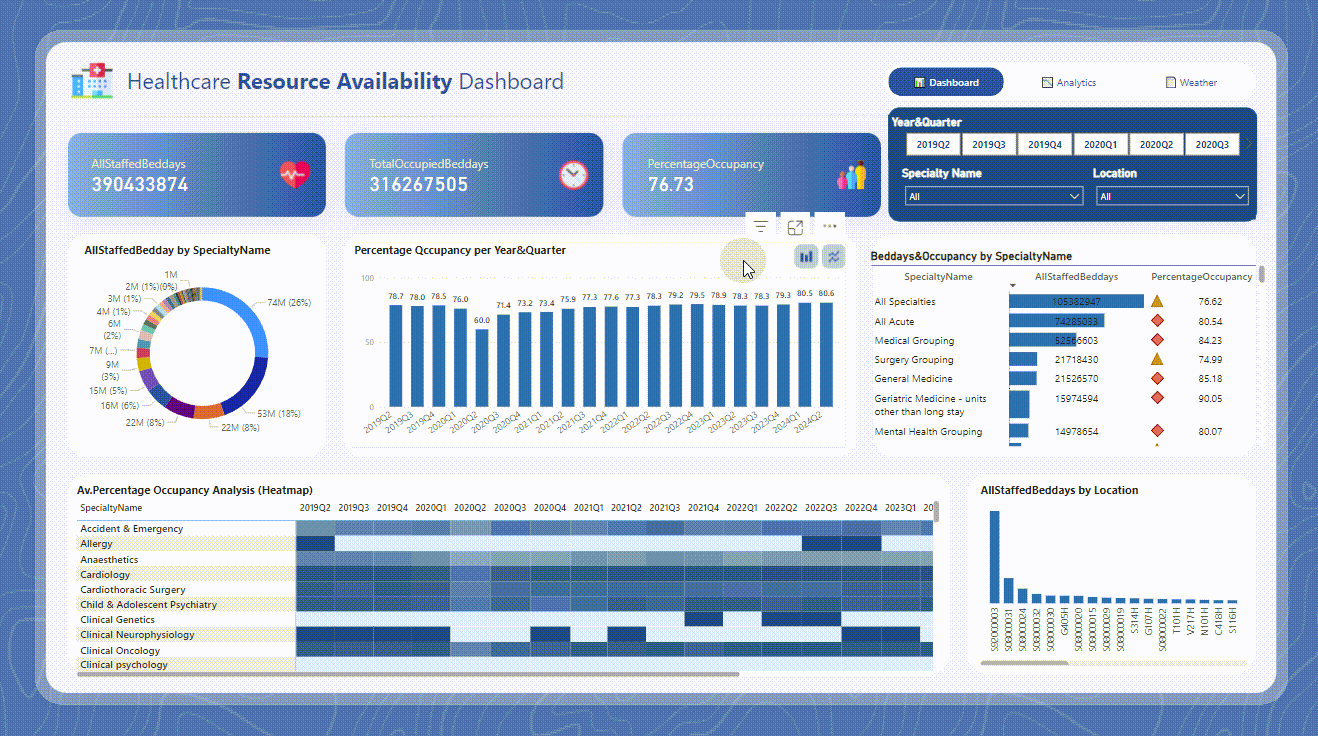 Healthcare Resource Availability Dashboard
Dashboard
Analytics
Weather
Year&Quarter
2019Q2 2019Q3 2019Q4 2020Q1 2020Q2 2020Q3
Specialty Name Location
All All
AllStaffedBeddays
390433874
TotalOccupiedBeddays
316267505
PercentageOccupancy
76.73
AllStaffedBedday by SpecialtyName
1M
2M (1%)(0%)
3M (1%)
4M (1%)
6M
(2%)
7M (...)
9M
(3%)
15M (5%)
16M (6%)
22M (8%)
22M (8%)
53M (18%)
74M (26%)
Percentage Qccupancy per Year&Quarter
100
50
0
78.7 78.0 78.5 76.0 60.0 71.4 73.2 73.4 75.9 77.3 77.6 77.3 78.3 79.2 79.5 78.9 78.3 78.3 79.3 80.5 80.6
2019Q2 2019Q3 2019Q4 2020Q1 2020Q2 2020Q3 2020Q4 2021Q1 2021Q2 2021Q3 2021Q4 2022Q1 2022Q2 2022Q3 2022Q4 2023Q1 2023Q2 2023Q3 2023Q4 2024Q1 2024Q2
Beddays&Occupancy by SpecialtyName
SpecialtyName AllStaffedBeddays PercentageOccupancy
All Specialties 105382947 76.62
All Acute 74285033 80.54
Medical Grouping 52566603 84.23
Surgery Grouping 21718430 74.99
General Medicine 21526570 85.18
Geriatric Medicine - units
other than long stay 15974594 90.05
Mental Health Grouping 14978654 80.07
Av.Percentage Occupancy Analysis (Heatmap)
SpecialtyName 2019Q2 2019Q3 2019Q4 2020Q1 2020Q2 2020Q3 2020Q4 2021Q1 2021Q2 2021Q3 2021Q4 2022Q1 2022Q2 2022Q3 2022Q4 2023Q1 20
Accident & Emergency
Allergy
Anaesthetics
Cardiology
Cardiothoracic Surgery
Child & Adolescent Psychiatry
Clinical Genetics
Clinical Neurophysiology
Clinical Oncology
Clinical psychology
AllStaffedBeddays by Location
S92000003 S08000031 S08000024 S08000032 S08000030 G405H S08000020 S08000015 S08000029 S08000019 S314H G107H S08000022 T101H V217H N101H C418H S116H